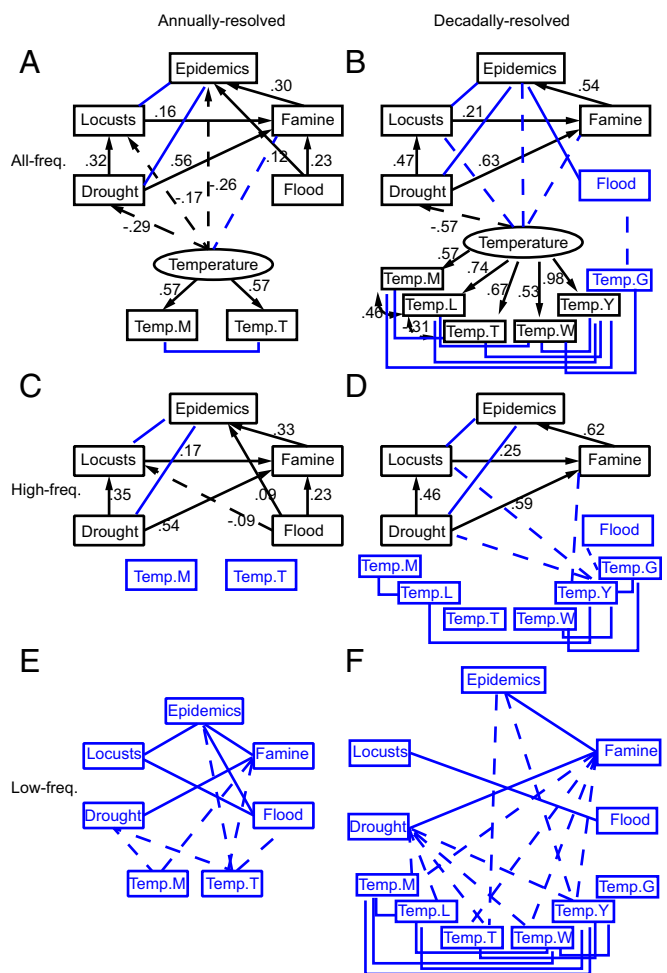 Annually-resolved
Decadally-resolved
A
Epidemics
.30
Locusts
.16
Famine
.32
.56
.12
.23
All-freq.
Drought
-.17
.26
Flood
-.29
Temperature
.57
.57
Temp.M
Temp.T
B
Epidemics
.54
Locusts
.21
Famine
.47
.63
Drought
Flood
-.57
Temperature
.57
Temp.M
.74
.67
.53
.98
Temp.G
Temp.L
Temp.Y
.46
-.31
Temp.T
Temp.W
C
Epidemics
.33
Locusts
.17
Famine
High-freq.
.35
.09
.23
.54
-.09
Drought
Flood
Temp.M
Temp.T
D
Epidemics
.62
Locusts
.25
Famine
.46
.59
Drought
Flood
Temp.M
Temp.G
Temp.L
Temp.Y
Temp.T
Temp.W
E
Epidemics
Locusts
Famine
Low-freq.
Drought
Flood
Temp.M
Temp.T
F
Epidemics
Locusts
Famine
Drought
Flood
Temp.M
Temp.G
Temp.L
Temp.Y
Temp.T
Temp.W